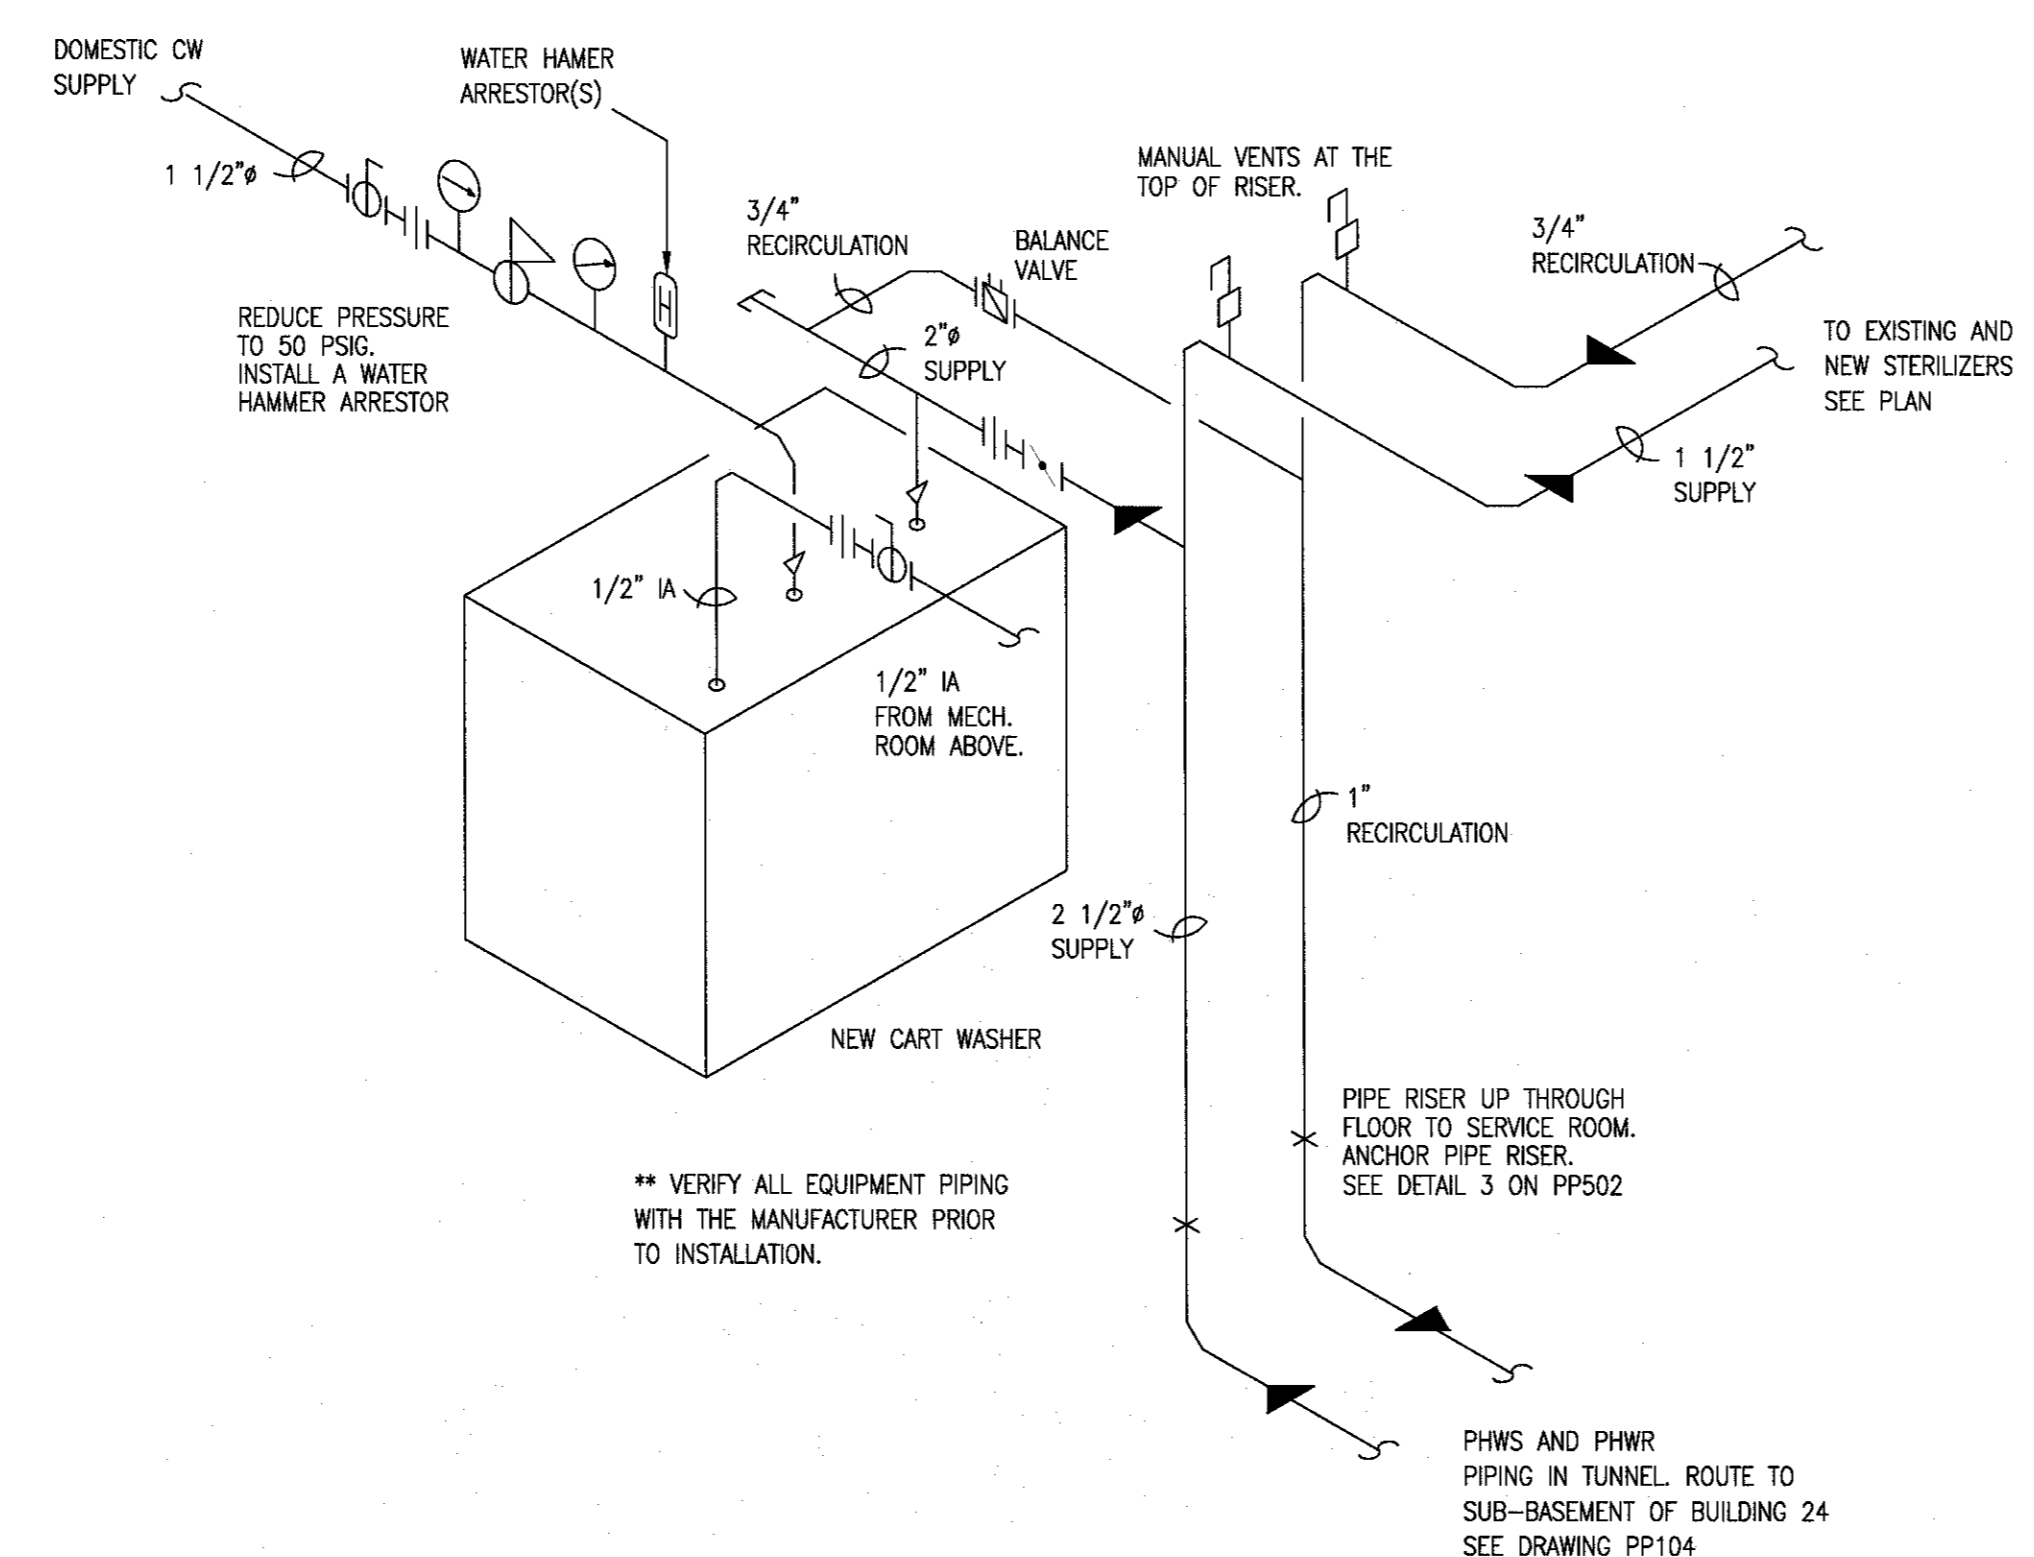 DOMESTIC CW
SUPPLY
WATER HAMER
ARRESTOR(S)
1 1/2"ø
MANUAL VENTS AT THE
TOP OF RISER.
3/4"
RECIRCULATION
BALANCE
VALVE
3/4"
RECIRCULATION
REDUCE PRESSURE
TO 50 PSIG.
INSTALL A WATER
HAMMER ARRESTOR
H
2"ø
SUPPLY
TO EXISTING AND
NEW STERILIZERS
SEE PLAN
1 1/2"
SUPPLY
1/2" IA
1/2" IA
FROM MECH.
ROOM ABOVE.
1"
RECIRCULATION
2 1/2"ø
SUPPLY
NEW CART WASHER
PIPE RISER UP THROUGH
FLOOR TO SERVICE ROOM.
ANCHOR PIPE RISER.
SEE DETAIL 3 ON PP502
** VERIFY ALL EQUIPMENT PIPING
WITH THE MANUFACTURER PRIOR
TO INSTALLATION.
PHWS AND PHWR
PIPING IN TUNNEL. ROUTE TO
SUB-BASEMENT OF BUILDING 24
SEE DRAWING PP104